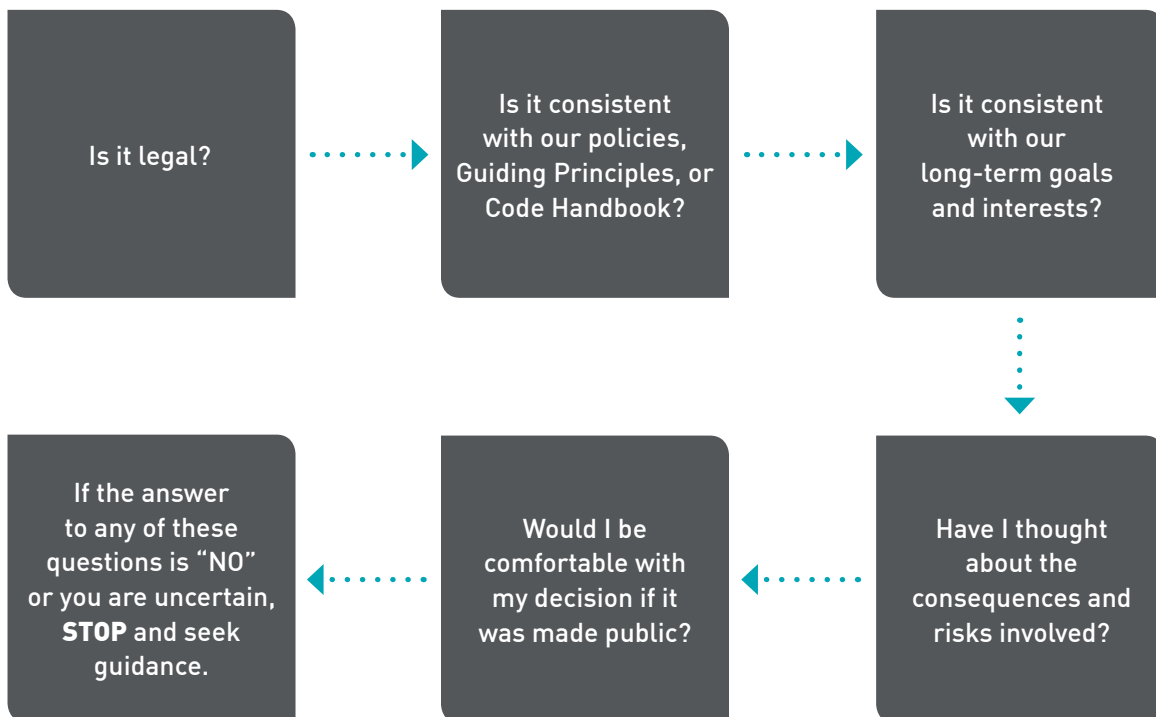 Is it legal?
Is it consistent
with our policies,
Guiding Principles, or
Code Handbook?
Is it consistent
with our
long-term goals
and interests?
Have I thought
about the
consequences and
risks involved?
Would I be
comfortable with
my decision if it
was made public?
If the answer
to any of these
questions is “NO”
or you are uncertain,
STOP and seek
guidance.